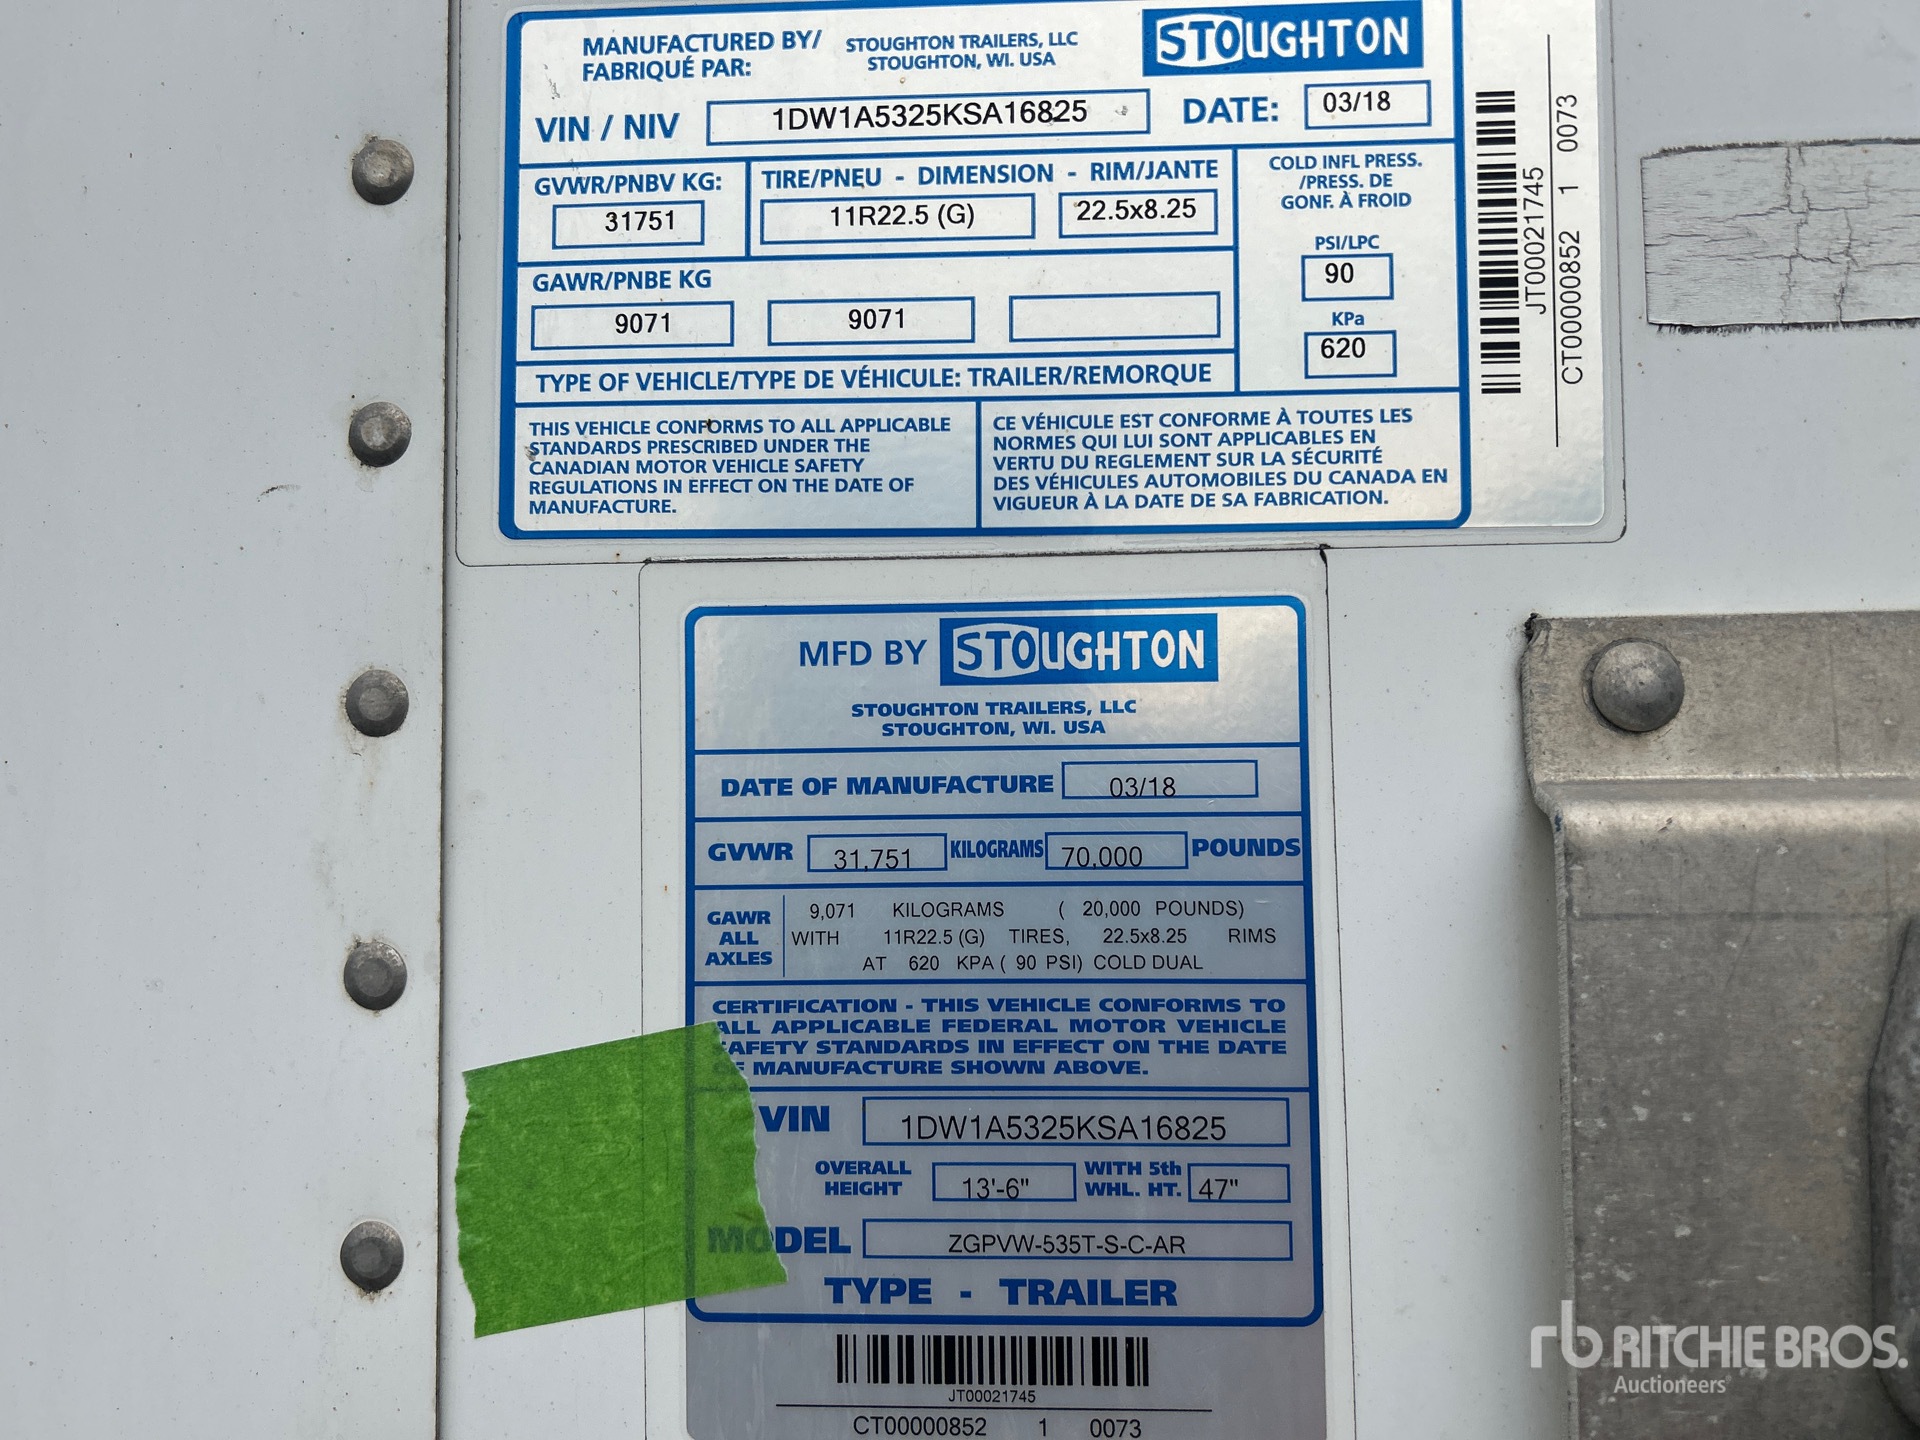 MANUFACTURED BY/ STOUGHTON TRAILERS, LLC STOUGHTON
FABRIQUÉ PAR: STOUGHTON, WI. USA
VIN / NIV 1DW1A5325KSA16825 DATE: 03/18
GVWR/PNBV KG: TIRE/PNEU - DIMENSION - RIM/JANTE
31751 11R22.5 (G) 22.5x8.25
COLD INFL PRESS.
/PRESS. DE
GONF. À FROID
PSI/LPC
90
KPa
620
GAWR/PNBE KG
9071 9071
TYPE OF VEHICLE/TYPE DE VÉHICULE: TRAILER/REMORQUE
THIS VEHICLE CONFORMS TO ALL APPLICABLE
STANDARDS PRESCRIBED UNDER THE
CANADIAN MOTOR VEHICLE SAFETY
REGULATIONS IN EFFECT ON THE DATE OF
MANUFACTURE.
CE VÉHICULE EST CONFORME À TOUTES LES
NORMES QUI LUI SONT APPLICABLES EN
VERTU DU REGLEMENT SUR LA SÉCURITÉ
DES VÉHICULES AUTOMOBILES DU CANADA EN
VIGUEUR À LA DATE DE SA FABRICATION.
JT00021745
CT00000852 1 0073
MFD BY STOUGHTON
STOUGHTON TRAILERS, LLC
STOUGHTON, WI. USA
DATE OF MANUFACTURE 03/18
GVWR 31,751 KILOGRAMS 70,000 POUNDS
GAWR ALL AXLES
9,071 KILOGRAMS ( 20,000 POUNDS)
WITH 11R22.5 (G) TIRES, 22.5x8.25 RIMS
AT 620 KPA ( 90 PSI) COLD DUAL
CERTIFICATION - THIS VEHICLE CONFORMS TO
ALL APPLICABLE FEDERAL MOTOR VEHICLE
SAFETY STANDARDS IN EFFECT ON THE DATE
OF MANUFACTURE SHOWN ABOVE.
VIN 1DW1A5325KSA16825
OVERALL HEIGHT 13'-6" WITH 5th WHL. HT. 47"
MODEL ZGPVW-535T-S-C-AR
TYPE - TRAILER
JT00021745
CT00000852 1 0073
rb RITCHIE BROS.
Auctioneers